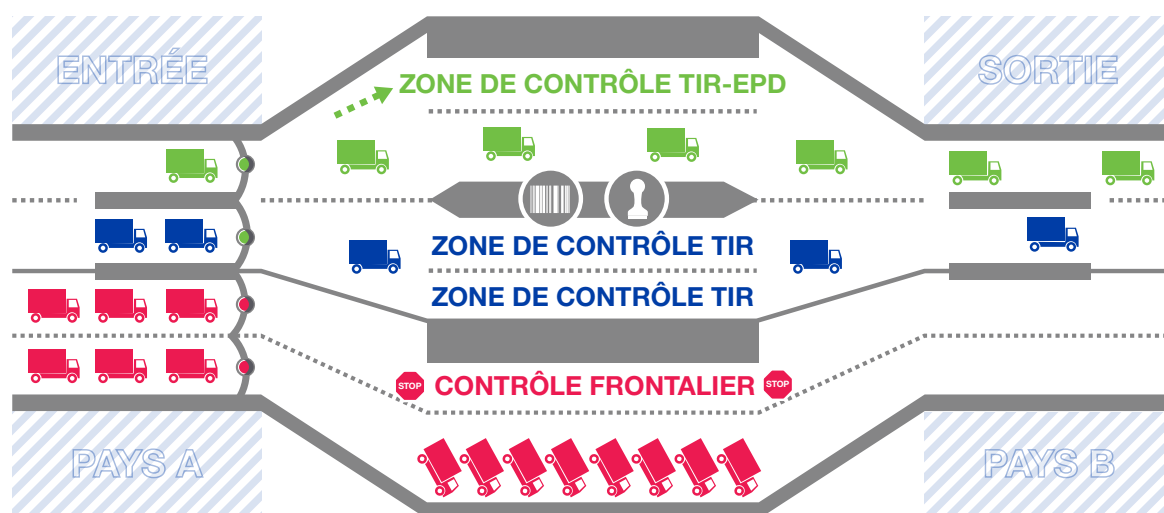 ENTRÉE
SORTIE
ZONE DE CONTRÔLE TIR-EPD
ZONE DE CONTRÔLE TIR
ZONE DE CONTRÔLE TIR
STOP CONTRÔLE FRONTALIER STOP
PAYS A
PAYS B